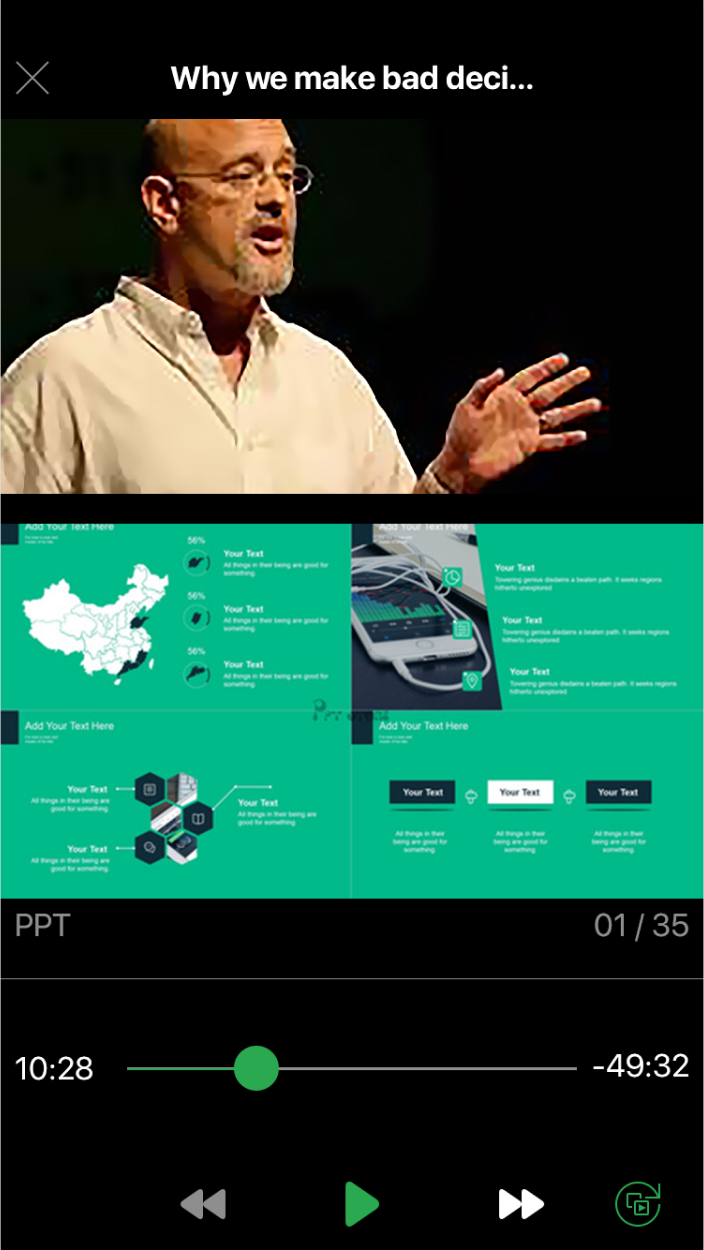 Why we make bad deci...
Add Your Text Here
56%
Your Text
All things in their being are good for
something.
56%
Your Text
All things in their being are good for
something.
56%
Your Text
All things in their being are good for
something.
Add Your Text Here
Your Text
Towering genius disdains a beaten path. It seeks regions
hitherto unexplored
Your Text
Towering genius disdains a beaten path. It seeks regions
hitherto unexplored
Your Text
Towering genius disdains a beaten path. It seeks regions
hitherto unexplored
Add Your Text Here
Your Text
All things in their being are
good for something.
Your Text
All things in their being are
good for something.
Your Text
All things in their being are
good for something.
Add Your Text Here
Your Text
Your Text
Your Text
All things in their
being are good for
something.
All things in their
being are good for
something.
All things in their
being are good for
something.
PPT
01 / 35
10:28
-49:32